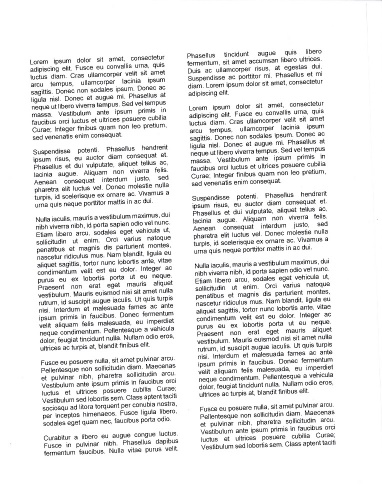 Lorem ipsum dolor sit amet, consectetur
adipiscing elit. Fusce eu convallis urna, quis
luctus diam. Cras ullamcorper velit sit amet
arcu tempus, ullamcorper lacinia ipsum
sagittis. Donec non sodales ipsum. Donec ac
ligula nisl. Donec et augue mi. Phasellus at
neque ut libero viverra tempus. Sed vel tempus
massa. Vestibulum ante ipsum primis in
faucibus orci luctus et ultrices posuere cubilia
Curae; Integer finibus quam non leo pretium,
sed venenatis enim consequat.
Suspendisse potenti. Phasellus hendrerit
ipsum risus, eu auctor diam consequat et.
Phasellus et dui vulputate, aliquet tellus ac,
lacinia augue. Aliquam non viverra felis.
Aenean consequat interdum justo, sed
pharetra elit luctus vel. Donec molestie nulla
turpis, id scelerisque ex ornare ac. Vivamus a
urna quis neque porttitor mattis in ac dui.
Nulla iaculis, mauris a vestibulum maximus, dui
nibh viverra nibh, id porta sapien odio vel nunc.
Etiam libero arcu, sodales eget vehicula ut,
sollicitudin ut enim. Orci varius natoque
penatibus et magnis dis parturient montes,
nascetur ridiculus mus. Nam blandit, ligula eu
aliquet sagittis, tortor nunc lobortis ante, vitae
condimentum velit est eu dolor. Integer ac
purus eu ex lobortis porta ut eu neque.
Praesent non erat eget mauris aliquet
vestibulum. Mauris euismod nisi sit amet nulla
rutrum, id suscipit augue iaculis. Ut quis turpis
nisi. Interdum et malesuada fames ac ante
ipsum primis in faucibus. Donec fermentum
velit aliquam felis malesuada, eu imperdiet
neque condimentum. Pellentesque a vehicula
dolor, feugiat tincidunt nulla. Nullam odio eros,
ultrices ac turpis at, blandit finibus elit.
Fusce eu posuere nulla, sit amet pulvinar arcu.
Pellentesque non sollicitudin diam. Maecenas
et pulvinar nibh, pharetra sollicitudin arcu.
Vestibulum ante ipsum primis in faucibus orci
luctus et ultrices posuere cubilia Curae;
Vestibulum sed lobortis sem. Class aptent taciti
sociosqu ad litora torquent per conubia nostra,
per inceptos himenaeos. Fusce ligula libero,
sodales eget quam nec, faucibus porta odio.
Curabitur a libero eu augue congue luctus.
Fusce in pulvinar nibh. Phasellus dapibus
fermentum faucibus. Nulla vitae purus velit.
Phasellus tincidunt augue quis libero
fermentum, sit amet accumsan libero ultrices.
Duis ac ullamcorper risus, at egestas dui.
Suspendisse ac porttitor mi. Phasellus et mi
diam. Lorem ipsum dolor sit amet, consectetur
adipiscing elit.
Lorem ipsum dolor sit amet, consectetur
adipiscing elit. Fusce eu convallis urna, quis
luctus diam. Cras ullamcorper velit sit amet
arcu tempus, ullamcorper lacinia ipsum
sagittis. Donec non sodales ipsum. Donec ac
ligula nisl. Donec et augue mi. Phasellus at
neque ut libero viverra tempus. Sed vel tempus
massa. Vestibulum ante ipsum primis in
faucibus orci luctus et ultrices posuere cubilia
Curae; Integer finibus quam non leo pretium,
sed venenatis enim consequat.
Suspendisse potenti. Phasellus hendrerit
ipsum risus, eu auctor diam consequat et.
Phasellus et dui vulputate, aliquet tellus ac,
lacinia augue. Aliquam non viverra felis.
Aenean consequat interdum justo, sed
pharetra elit luctus vel. Donec molestie nulla
turpis, id scelerisque ex ornare ac. Vivamus a
urna quis neque porttitor mattis in ac dui.
Nulla iaculis, mauris a vestibulum maximus, dui
nibh viverra nibh, id porta sapien odio vel nunc.
Etiam libero arcu, sodales eget vehicula ut,
sollicitudin ut enim. Orci varius natoque
penatibus et magnis dis parturient montes,
nascetur ridiculus mus. Nam blandit, ligula eu
aliquet sagittis, tortor nunc lobortis ante, vitae
condimentum velit est eu dolor. Integer ac
purus eu ex lobortis porta ut eu neque.
Praesent non erat eget mauris aliquet
vestibulum. Mauris euismod nisi sit amet nulla
rutrum, id suscipit augue iaculis. Ut quis turpis
nisi. Interdum et malesuada fames ac ante
ipsum primis in faucibus. Donec fermentum
velit aliquam felis malesuada, eu imperdiet
neque condimentum. Pellentesque a vehicula
dolor, feugiat tincidunt nulla. Nullam odio eros,
ultrices ac turpis at, blandit finibus elit.
Fusce eu posuere nulla, sit amet pulvinar arcu.
Pellentesque non sollicitudin diam. Maecenas
et pulvinar nibh, pharetra sollicitudin arcu.
Vestibulum ante ipsum primis in faucibus orci
luctus et ultrices posuere cubilia Curae;
Vestibulum sed lobortis sem. Class aptent taciti